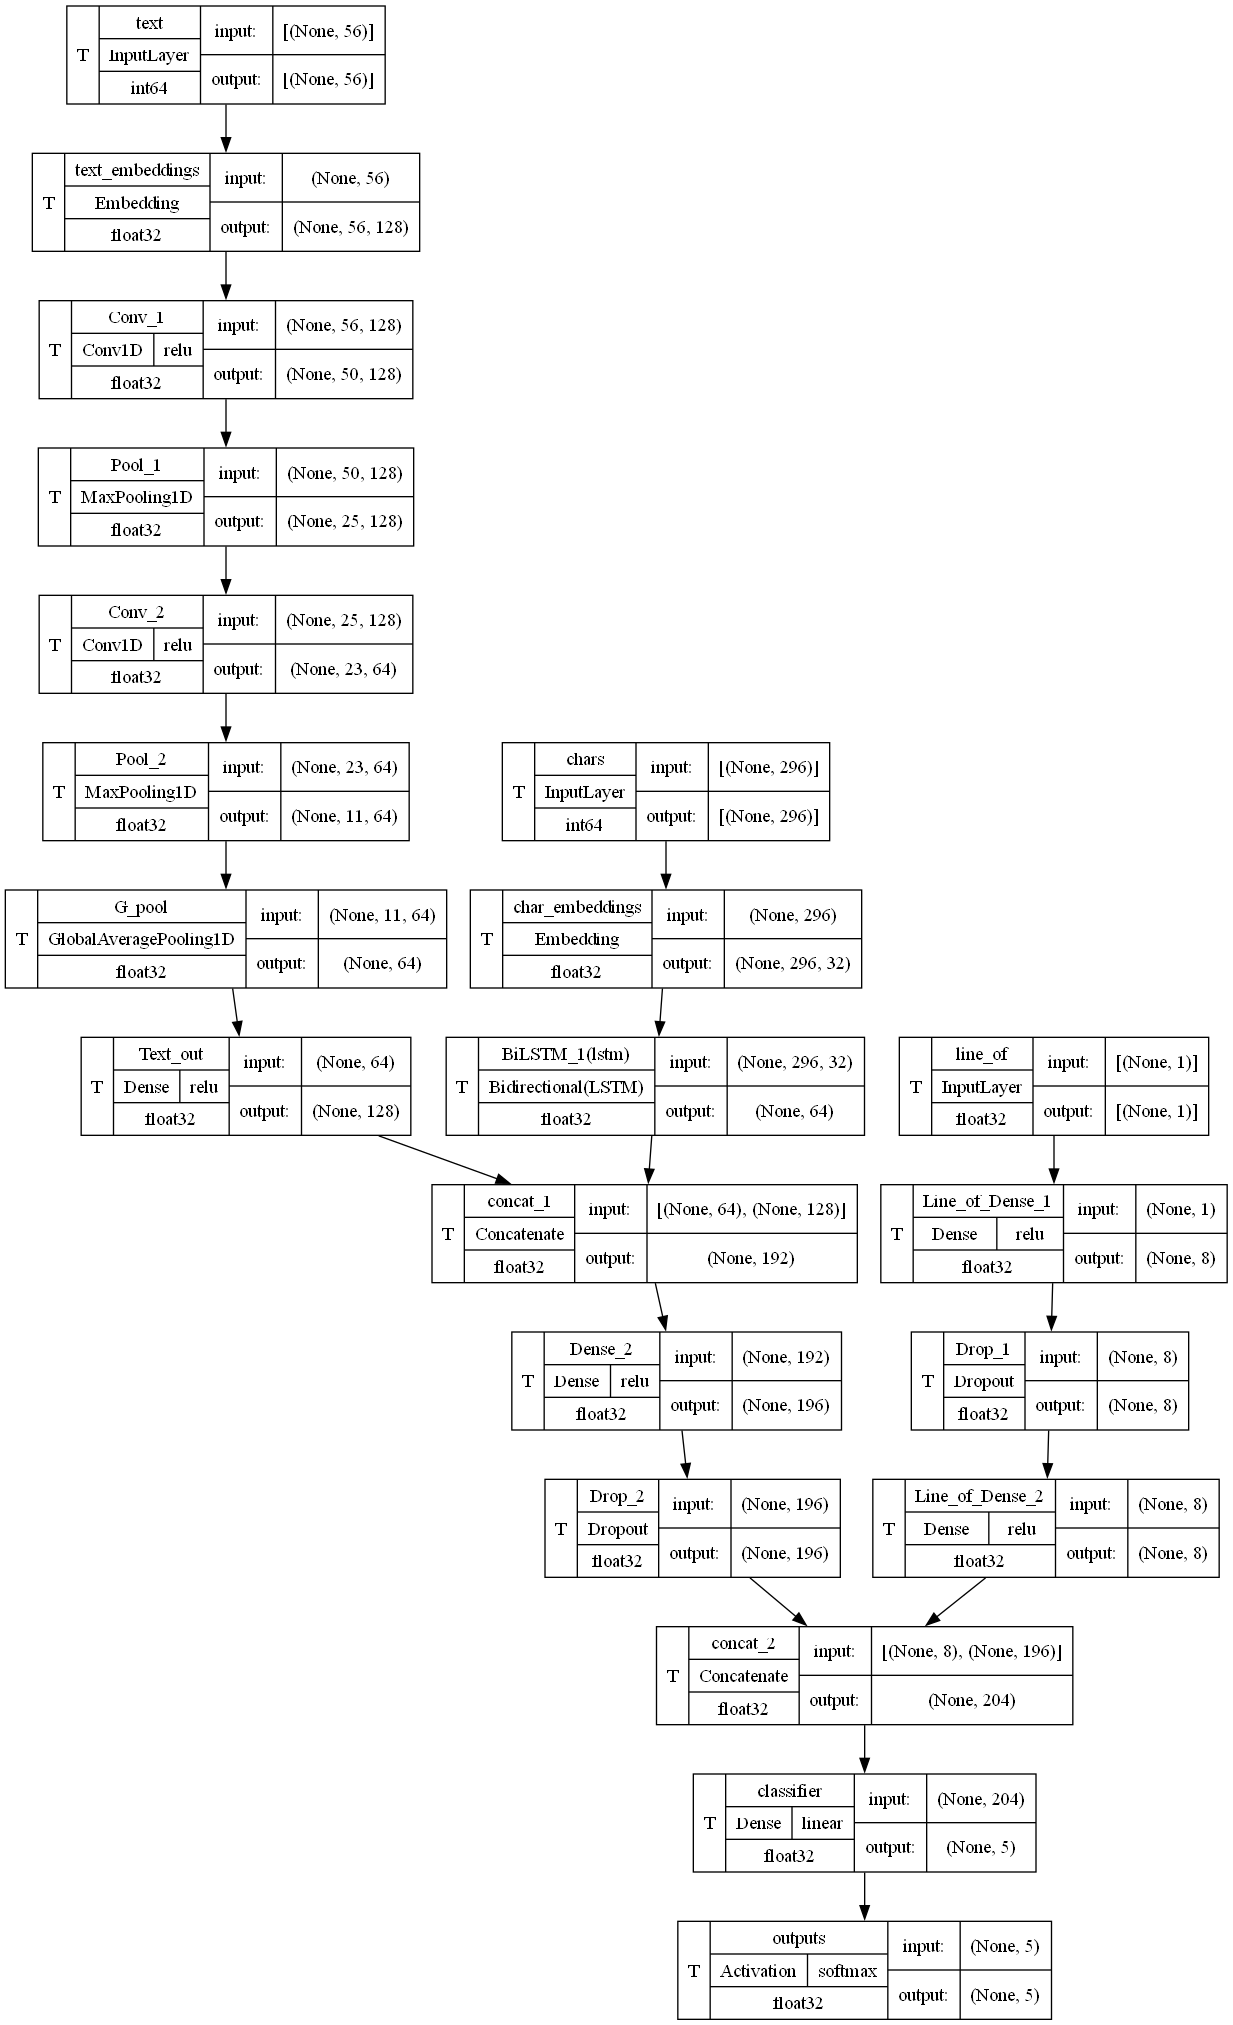 text
input:
[(None, 56)]
T
InputLayer
output:
[(None, 56)]
int64
text_embeddings
input:
(None, 56)
T
Embedding
output:
(None, 56, 128)
float32
Conv_1
input:
(None, 56, 128)
T
Conv1D
relu
output:
(None, 50, 128)
float32
Pool_1
input:
(None, 50, 128)
T
MaxPooling1D
output:
(None, 25, 128)
float32
Conv_2
input:
(None, 25, 128)
T
Conv1D
relu
output:
(None, 23, 64)
float32
Pool_2
input:
(None, 23, 64)
T
MaxPooling1D
output:
(None, 11, 64)
float32
chars
input:
[(None, 296)]
T
InputLayer
output:
[(None, 296)]
int64
G_pool
input:
(None, 11, 64)
T
GlobalAveragePooling1D
output:
(None, 64)
float32
char_embeddings
input:
(None, 296)
T
Embedding
output:
(None, 296, 32)
float32
Text_out
input:
(None, 64)
T
Dense
relu
output:
(None, 128)
float32
BiLSTM_1(lstm)
input:
(None, 296, 32)
T
Bidirectional(LSTM)
output:
(None, 64)
float32
line_of
input:
[(None, 1)]
T
InputLayer
output:
[(None, 1)]
float32
concat_1
input:
[(None, 64), (None, 128)]
T
Concatenate
output:
(None, 192)
float32
Line_of_Dense_1
input:
(None, 1)
T
Dense
relu
output:
(None, 8)
float32
Dense_2
input:
(None, 192)
T
Dense
relu
output:
(None, 196)
float32
Drop_1
input:
(None, 8)
T
Dropout
output:
(None, 8)
float32
Drop_2
input:
(None, 196)
T
Dropout
output:
(None, 196)
float32
Line_of_Dense_2
input:
(None, 8)
T
Dense
relu
output:
(None, 8)
float32
concat_2
input:
[(None, 8), (None, 196)]
T
Concatenate
output:
(None, 204)
float32
classifier
input:
(None, 204)
T
Dense
linear
output:
(None, 5)
float32
outputs
input:
(None, 5)
T
Activation
softmax
output:
(None, 5)
float32